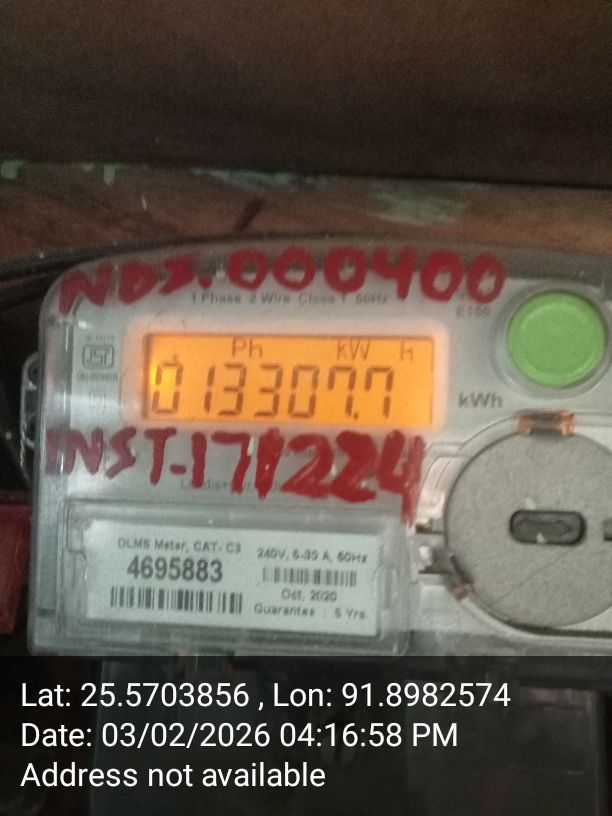 NDS.000400
1 Phase 2 Wire Class 1 50Hz
Ph kW h
013307.7
kWh
INST-171224
DLMS Meter, CAT- C3
4695883
240V, 5-30 A, 50Hz
Oct, 2020
Guarantee : 5 Yrs
Lat: 25.5703856 , Lon: 91.8982574
Date: 03/02/2026 04:16:58 PM
Address not available